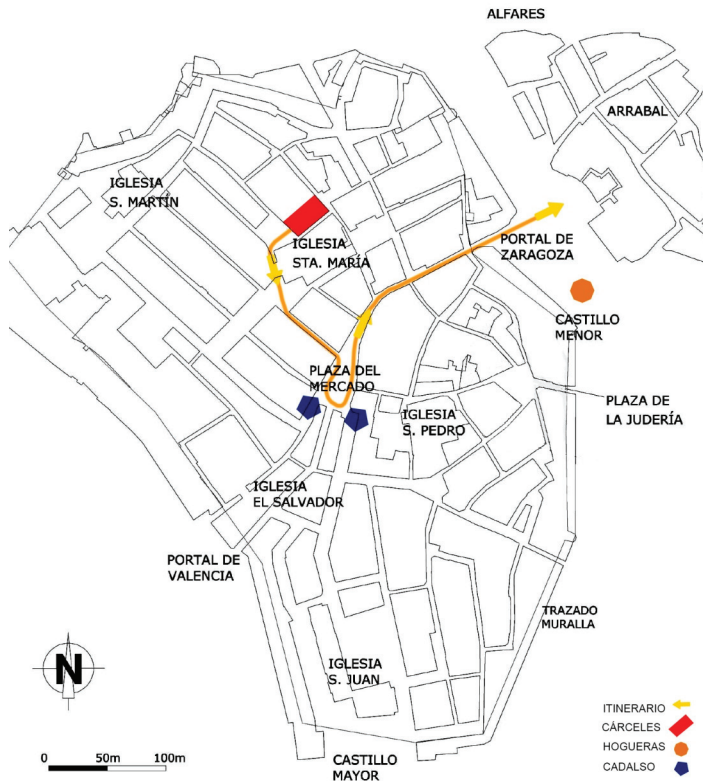 ALFARES
ARRABAL
IGLESIA
S. MARTÍN
IGLESIA
STA. MARÍA
PORTAL DE
ZARAGOZA
CASTILLO
MENOR
PLAZA DEL
MERCADO
PLAZA DE
LA JUDERÍA
IGLESIA
S. PEDRO
IGLESIA
EL SALVADOR
PORTAL DE
VALENCIA
TRAZADO
MURALLA
IGLESIA
S. JUAN
N
CASTILLO
MAYOR
0 50m 100m
ITINERARIO
CÁRCELES
HOGUERAS
CADALSO